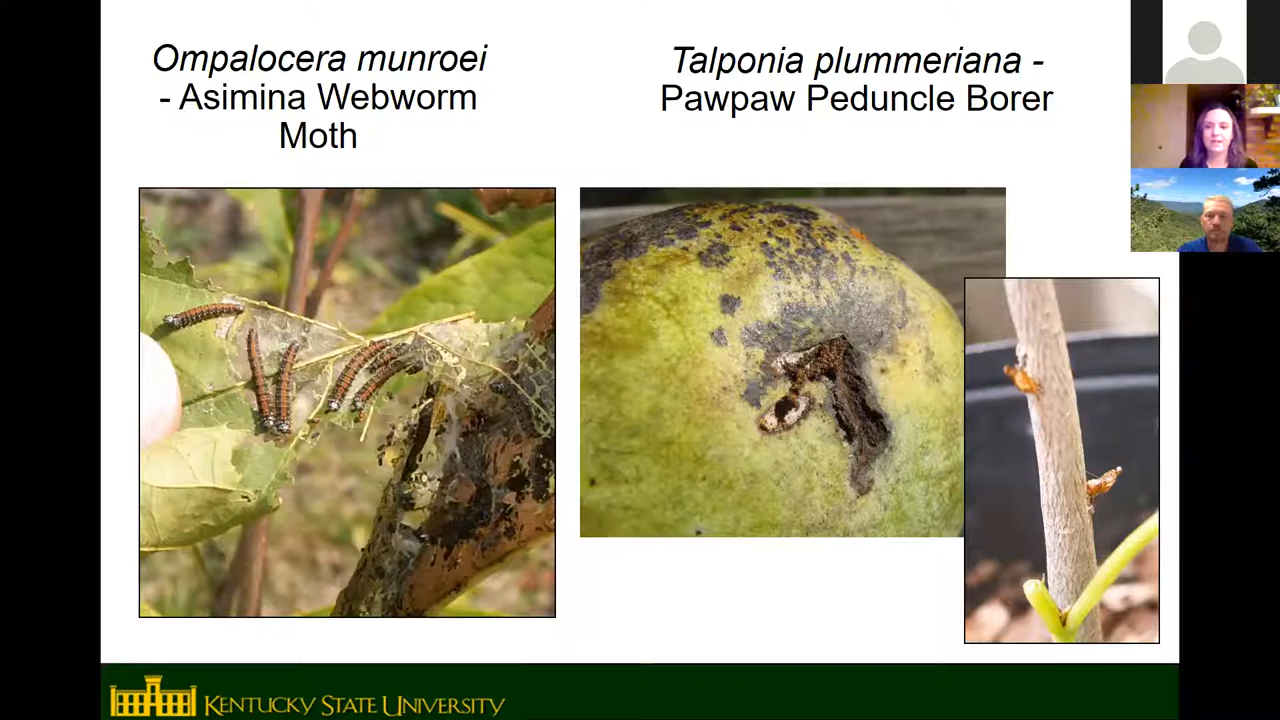 Ompalocera munroei
- Asimina Webworm
Moth
Talponia plummeriana -
Pawpaw Peduncle Borer
KENTUCKY STATE UNIVERSITY